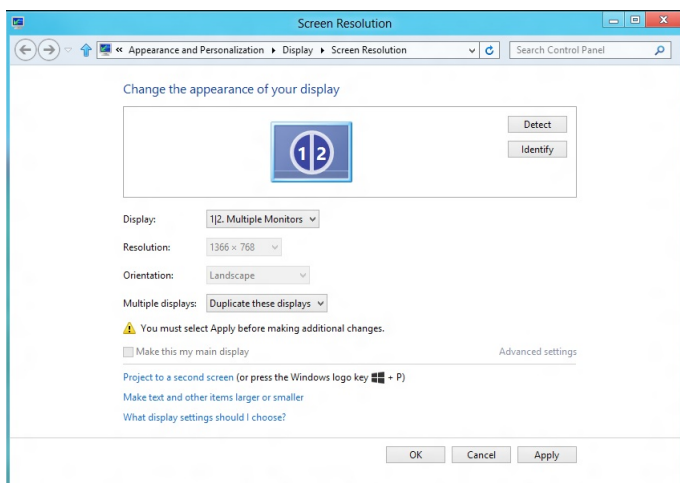 Screen Resolution
« Appearance and Personalization ▸ Display ▸ Screen Resolution
Search Control Panel
Change the appearance of your display
1|2
Detect
Identify
Display: 1|2. Multiple Monitors
Resolution: 1366 × 768
Orientation: Landscape
Multiple displays: Duplicate these displays
You must select Apply before making additional changes.
Make this my main display Advanced settings
Project to a second screen (or press the Windows logo key + P)
Make text and other items larger or smaller
What display settings should I choose?
OK Cancel Apply